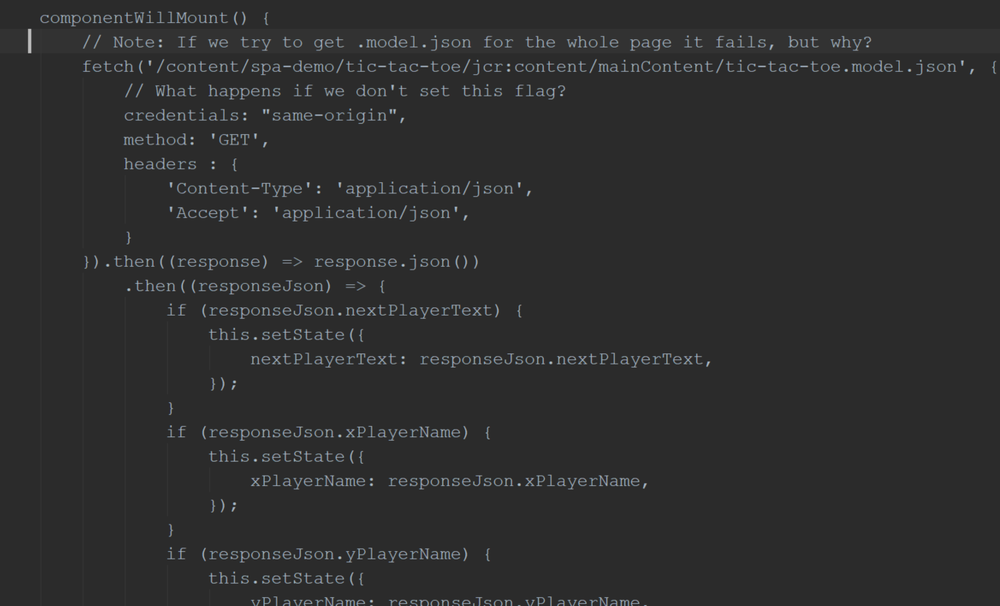 componentWillMount() {
// Note: If we try to get .model.json for the whole page it fails, but why?
fetch('/content/spa-demo/tic-tac-toe/jcr:content/mainContent/tic-tac-toe.model.json', {
// What happens if we don't set this flag?
credentials: "same-origin",
method: 'GET',
headers : {
'Content-Type': 'application/json',
'Accept': 'application/json',
}
}).then((response) => response.json())
.then((responseJson) => {
if (responseJson.nextPlayerText) {
this.setState({
nextPlayerText: responseJson.nextPlayerText,
});
}
if (responseJson.xPlayerName) {
this.setState({
xPlayerName: responseJson.xPlayerName,
});
}
if (responseJson.yPlayerName) {
this.setState({
yPlayerName: responseJson.yPlayerName,